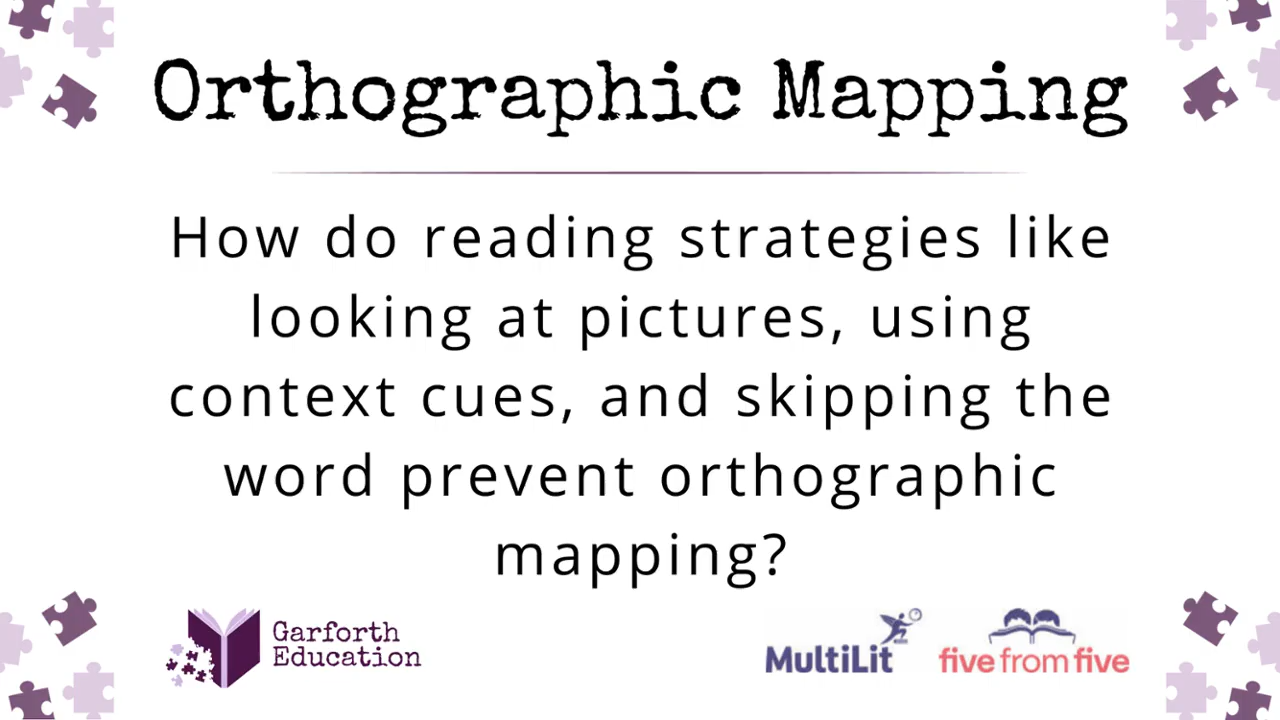 Orthographic Mapping
How do reading strategies like
looking at pictures, using
context cues, and skipping the
word prevent orthographic
mapping?
Garforth
Education
MultiLit
five from five